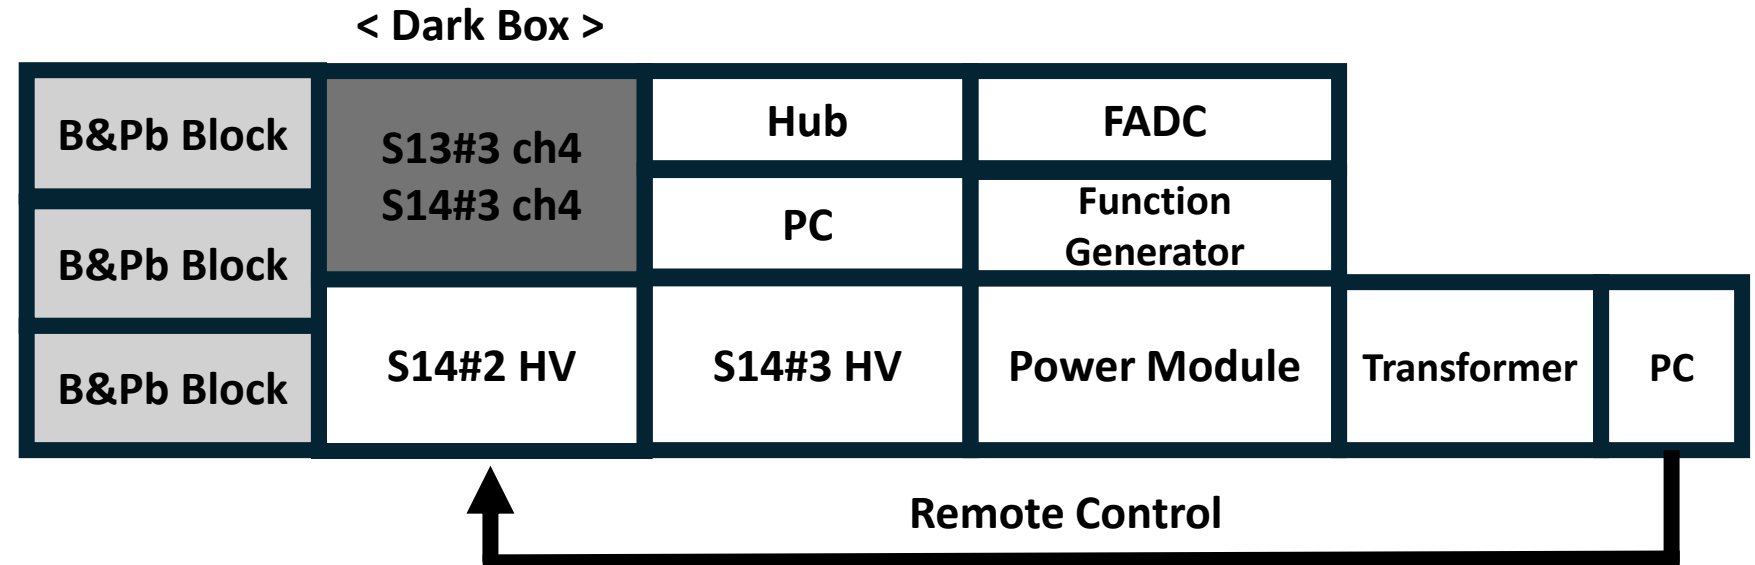 < Dark Box >
B&Pb Block
B&Pb Block
B&Pb Block
S13#3 ch4
S14#3 ch4
Hub
FADC
PC
Function
Generator
S14#2 HV
S14#3 HV
Power Module
Transformer
PC
Remote Control